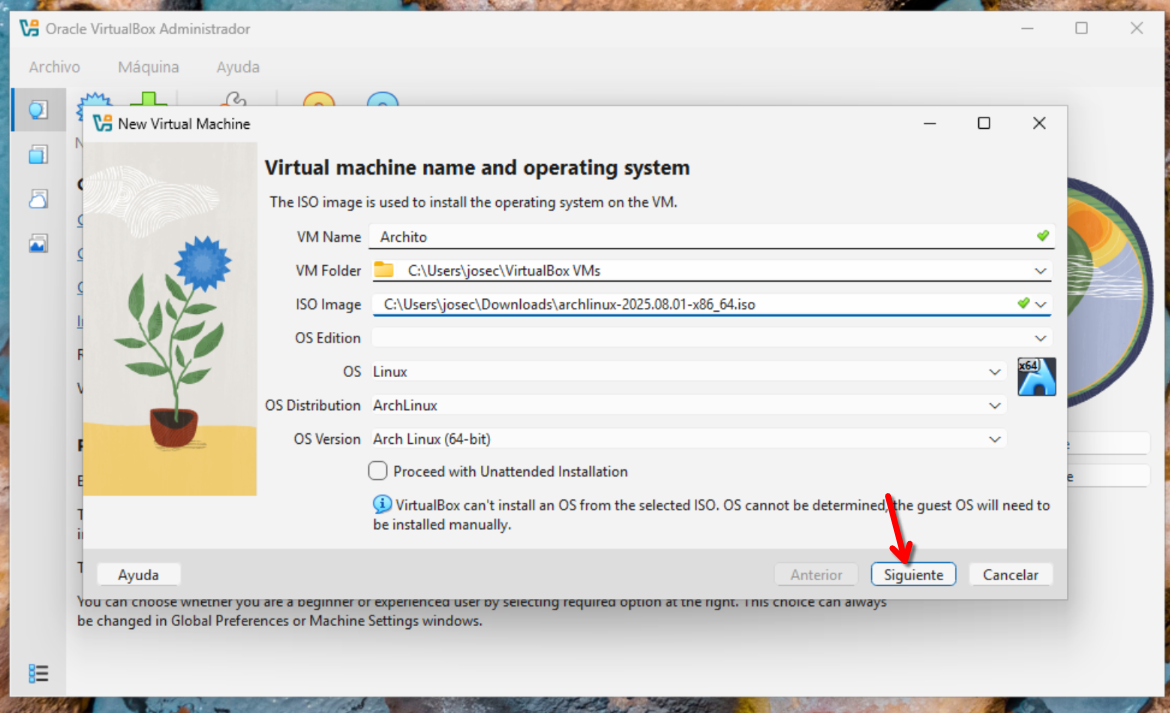 Oracle VirtualBox Administrador
Archivo Máquina Ayuda
New Virtual Machine
Virtual machine name and operating system
The ISO image is used to install the operating system on the VM.
VM Name Archito
VM Folder C:\Users\josec\VirtualBox VMs
ISO Image C:\Users\josec\Downloads\archlinux-2025.08.01-x86_64.iso
OS Edition
OS Linux
x64
OS Distribution ArchLinux
OS Version Arch Linux (64-bit)
Proceed with Unattended Installation
VirtualBox can't install an OS from the selected ISO. OS cannot be determined, the guest OS will need to
be installed manually.
Ayuda Anterior Siguiente Cancelar
You can choose whether you are a beginner or experienced user by selecting required option at the right. This choice can always
be changed in Global Preferences or Machine Settings windows.